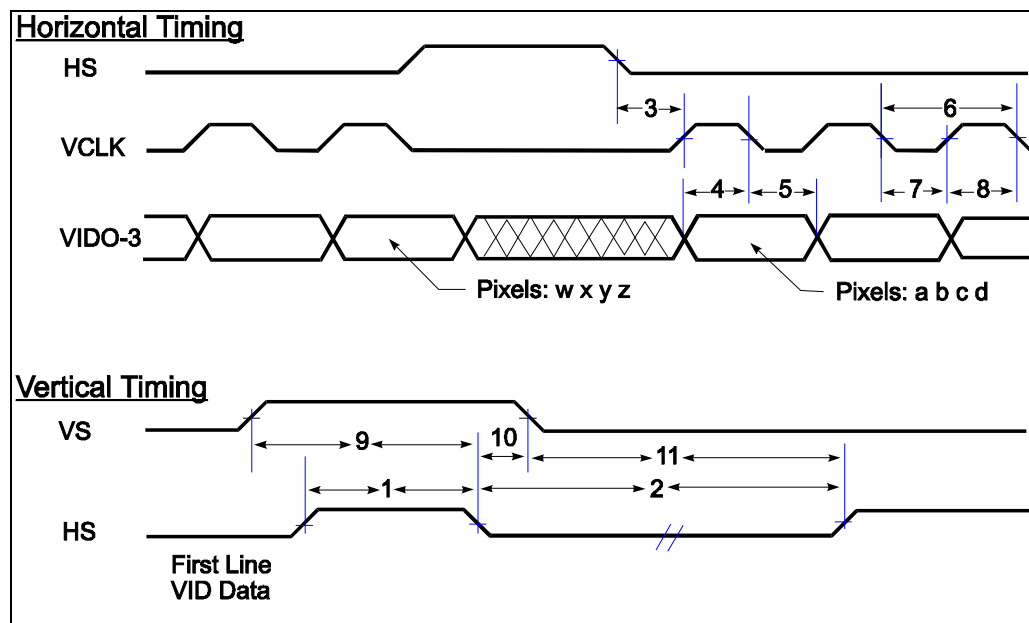 Horizontal Timing
HS
3
6
VCLK
4
5
7
8
VIDO-3
Pixels: w x y z
Pixels: a b c d
Vertical Timing
VS
9
10
11
1
2
HS
First Line
VID Data